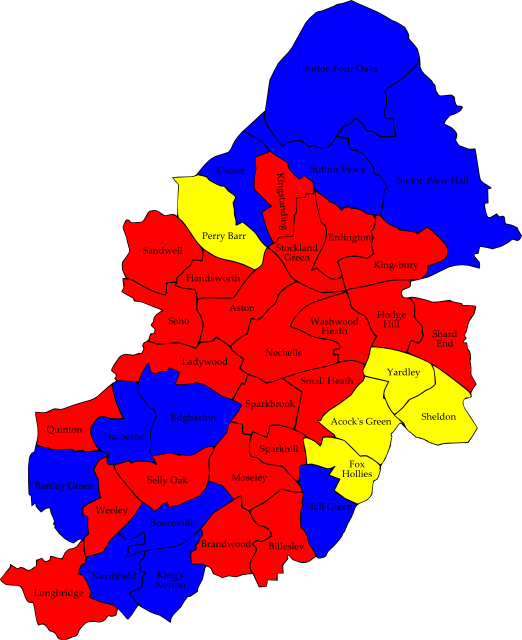 Sutton Four Oaks
Oscott
Sutton Vesey
Sutton New Hall
Kingstanding
Perry Barr
Erdington
Sandwell
Stockland
Green
Kingsbury
Handsworth
Aston
Soho
Washwood
Heath
Hodge
Hill
Shard
End
Ladywood
Nechells
Yardley
Small Heath
Quinton
Harborne
Edgbaston
Sparkbrook
Acock's Green
Sheldon
Sparkhill
Fox
Hollies
Bartley Green
Selly Oak
Moseley
Weoley
Hall Green
Bournville
Brandwood
Billesley
Northfield
King's
Norton
Longbridge